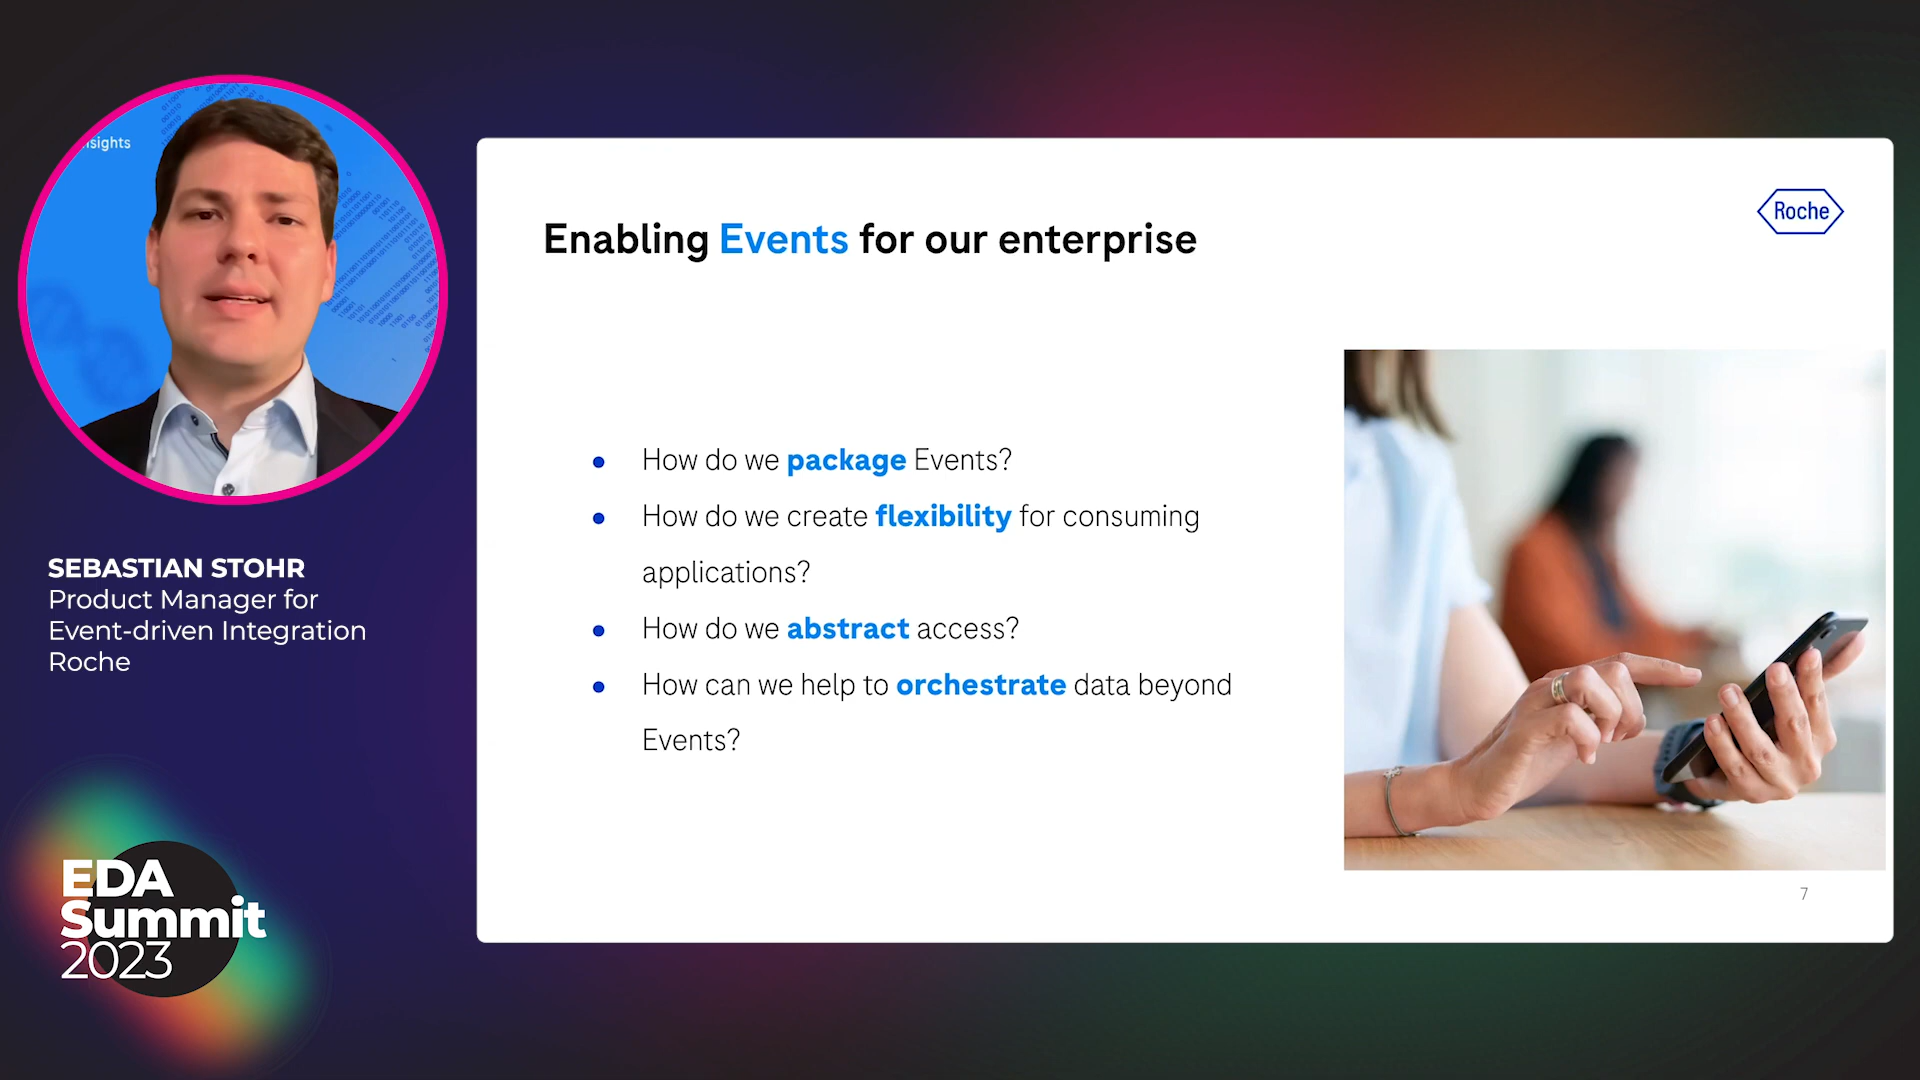 SEBASTIAN STOHR
Product Manager for
Event-driven Integration
Roche
EDA
Summit
2023
Enabling Events for our enterprise
Roche
• How do we package Events?
• How do we create flexibility for consuming
applications?
• How do we abstract access?
• How can we help to orchestrate data beyond
Events?
7